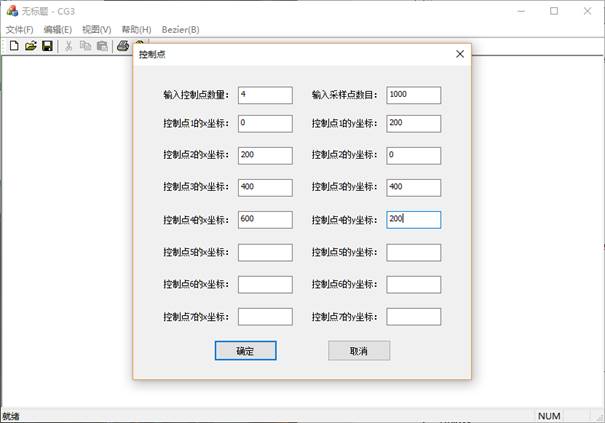 无标题 - CG3
文件(F) 编辑(E) 视图(V) 帮助(H) Bezier(B)
控制点
输入控制点数量： 4 输入采样点数目： 1000
控制点1的x坐标： 0 控制点1的y坐标： 200
控制点2的x坐标： 200 控制点2的y坐标： 0
控制点3的x坐标： 400 控制点3的y坐标： 400
控制点4的x坐标： 600 控制点4的y坐标： 200
控制点5的x坐标： 控制点5的y坐标：
控制点6的x坐标： 控制点6的y坐标：
控制点7的x坐标： 控制点7的y坐标：
确定 取消
就绪 NUM